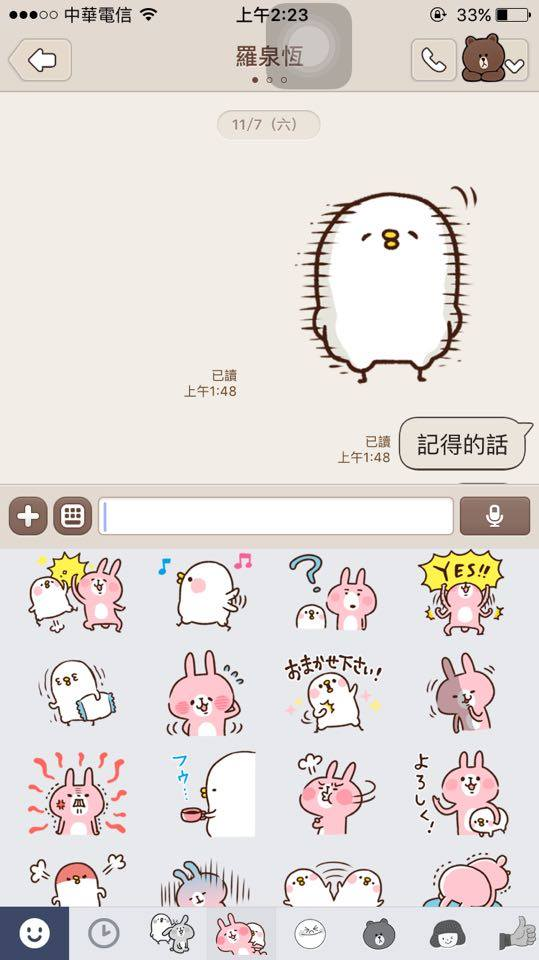 中華電信
上午2:23
33%
羅泉恆
11/7（六）
已讀
上午1:48
已讀
上午1:48
記得的話
?
YES!!
おまかせ下さい!
フゥ…
よろしく!